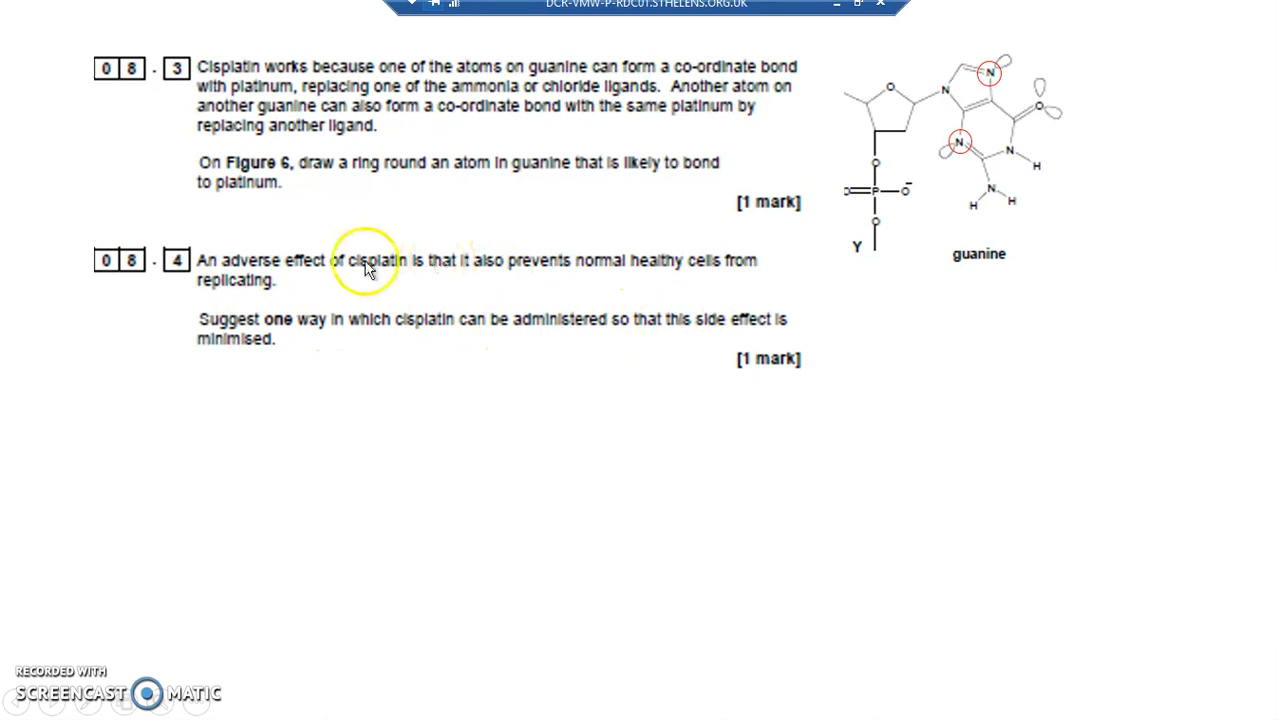 DCR-VMW-P-RDC01.STHELENS.ORG.UK
0 8 . 3 Cisplatin works because one of the atoms on guanine can form a co-ordinate bond
with platinum, replacing one of the ammonia or chloride ligands. Another atom on
another guanine can also form a co-ordinate bond with the same platinum by
replacing another ligand.
On Figure 6, draw a ring round an atom in guanine that is likely to bond
to platinum.
[1 mark]
O
N
N
O
N
N
H
N
H
H
O
O
P
O
-
O
Y
guanine
0 8 . 4 An adverse effect of cisplatin is that it also prevents normal healthy cells from
replicating.
Suggest one way in which cisplatin can be administered so that this side effect is
minimised.
[1 mark]
RECORDED WITH
SCREENCAST MATIC